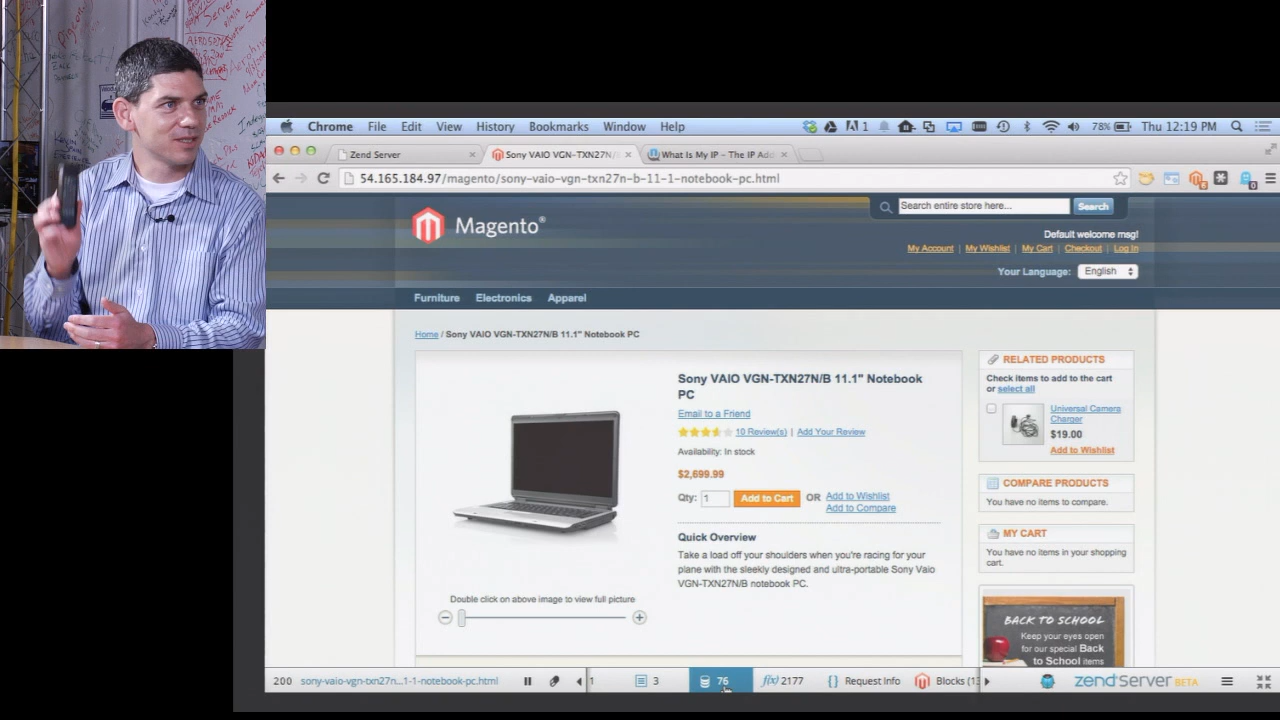 Chrome File Edit View History Bookmarks Window Help
1 78% Thu 12:19 PM
Zend Server
Sony VAIO VGN-TXN27N/
What Is My IP - The IP Add
54.165.184.97/magento/sony-vaio-vgn-txn27n-b-11-1-notebook-pc.html
Magento®
Search entire store here...
Search
Default welcome msg!
My Account | My Wishlist | My Cart | Checkout | Log In
Your Language: English
Furniture Electronics Apparel
Home / Sony VAIO VGN-TXN27N/B 11.1" Notebook PC
Sony VAIO VGN-TXN27N/B 11.1" Notebook
PC
Email to a Friend
10 Review(s) | Add Your Review
Availability: In stock
$2,699.99
Qty: 1 Add to Cart OR Add to Wishlist
Add to Compare
Quick Overview
Take a load off your shoulders when you're racing for your
plane with the sleekly designed and ultra-portable Sony Vaio
VGN-TXN27N/B notebook PC.
Double click on above image to view full picture
RELATED PRODUCTS
Check items to add to the cart
or select all
Universal Camera
Charger
$19.00
Add to Wishlist
COMPARE PRODUCTS
You have no items to compare.
MY CART
You have no items in your shopping
cart.
BACK TO SCHOOL
Keep your eyes open
for our special Back
to School items
200 sony-vaio-vgn-txn27n...1-1-notebook-pc.html 1 3 76 f(x) 2177 {} Request Info Blocks (13 zendServer BETA